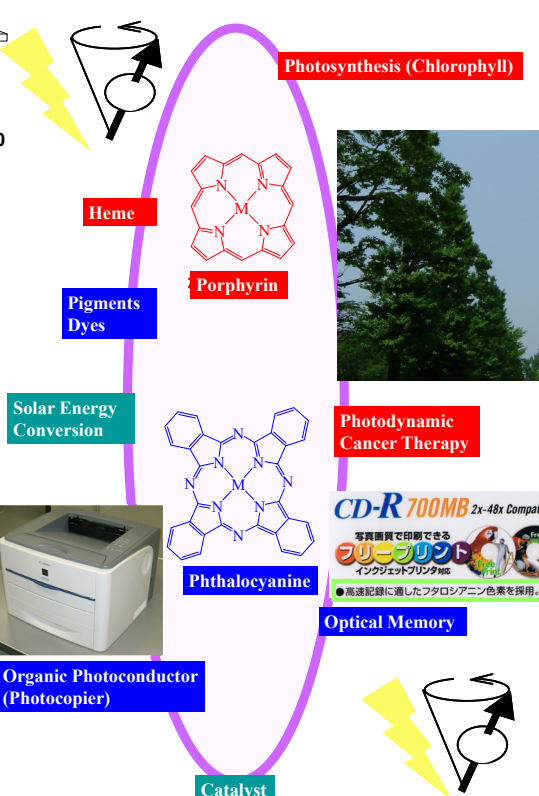 Photosynthesis (Chlorophyll)
N
N
M
N
N
Heme
Porphyrin
Pigments
Dyes
Solar Energy
Conversion
Photodynamic
Cancer Therapy
N
N
N
N
M
N
N
N
N
CD-R 700MB 2x-48x Compat
写真画質で印刷できる
フリープリント
インクジェットプリンタ対応
Free Print
●高速記録に適したフタロシアニン色素を採用。
Phthalocyanine
Optical Memory
Organic Photoconductor
(Photocopier)
Catalyst